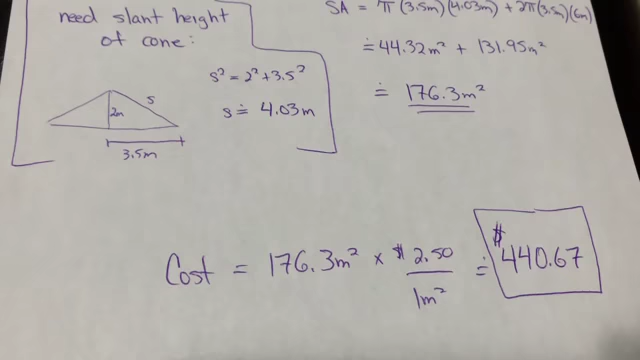 need slant height
of cone:
s² = 2² + 3.5²
s ≐ 4.03m
2m
s
3.5m
SA = π(3.5m)(4.03m) + 2π(3.5m)(6m)
≐ 44.32m² + 131.95m²
≐ 176.3m²
Cost = 176.3m² × $2.50/1m² ≐ $440.67